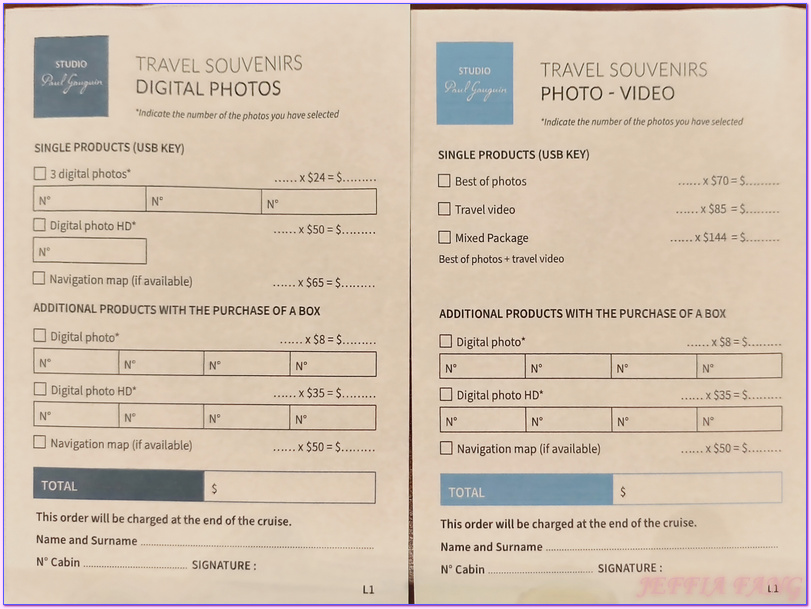 STUDIO
Paul Gauguin
TRAVEL SOUVENIRS
DIGITAL PHOTOS
*Indicate the number of the photos you have selected
SINGLE PRODUCTS (USB KEY)
3 digital photos* ...... x $24 = $.........
N° N° N°
Digital photo HD* ...... x $50 = $.........
N°
Navigation map (if available) ...... x $65 = $.........
ADDITIONAL PRODUCTS WITH THE PURCHASE OF A BOX
Digital photo* ...... x $8 = $.........
N° N° N° N°
Digital photo HD* ...... x $35 = $.........
N° N° N° N°
Navigation map (if available) ...... x $50 = $.........
TOTAL $
This order will be charged at the end of the cruise.
Name and Surname ..........
N° Cabin .......... SIGNATURE :
L1
STUDIO
Paul Gauguin
TRAVEL SOUVENIRS
PHOTO - VIDEO
*Indicate the number of the photos you have selected
SINGLE PRODUCTS (USB KEY)
Best of photos ...... x $70 = $.........
Travel video ...... x $85 = $.........
Mixed Package ...... x $144 = $.........
Best of photos + travel video
ADDITIONAL PRODUCTS WITH THE PURCHASE OF A BOX
Digital photo* ...... x $8 = $.........
N° N° N° N°
Digital photo HD* ...... x $35 = $.........
N° N° N° N°
Navigation map (if available) ...... x $50 = $.........
TOTAL $
This order will be charged at the end of the cruise.
Name and Surname ..........
N° Cabin .......... SIGNATURE :
L1
JEFFIA FANG